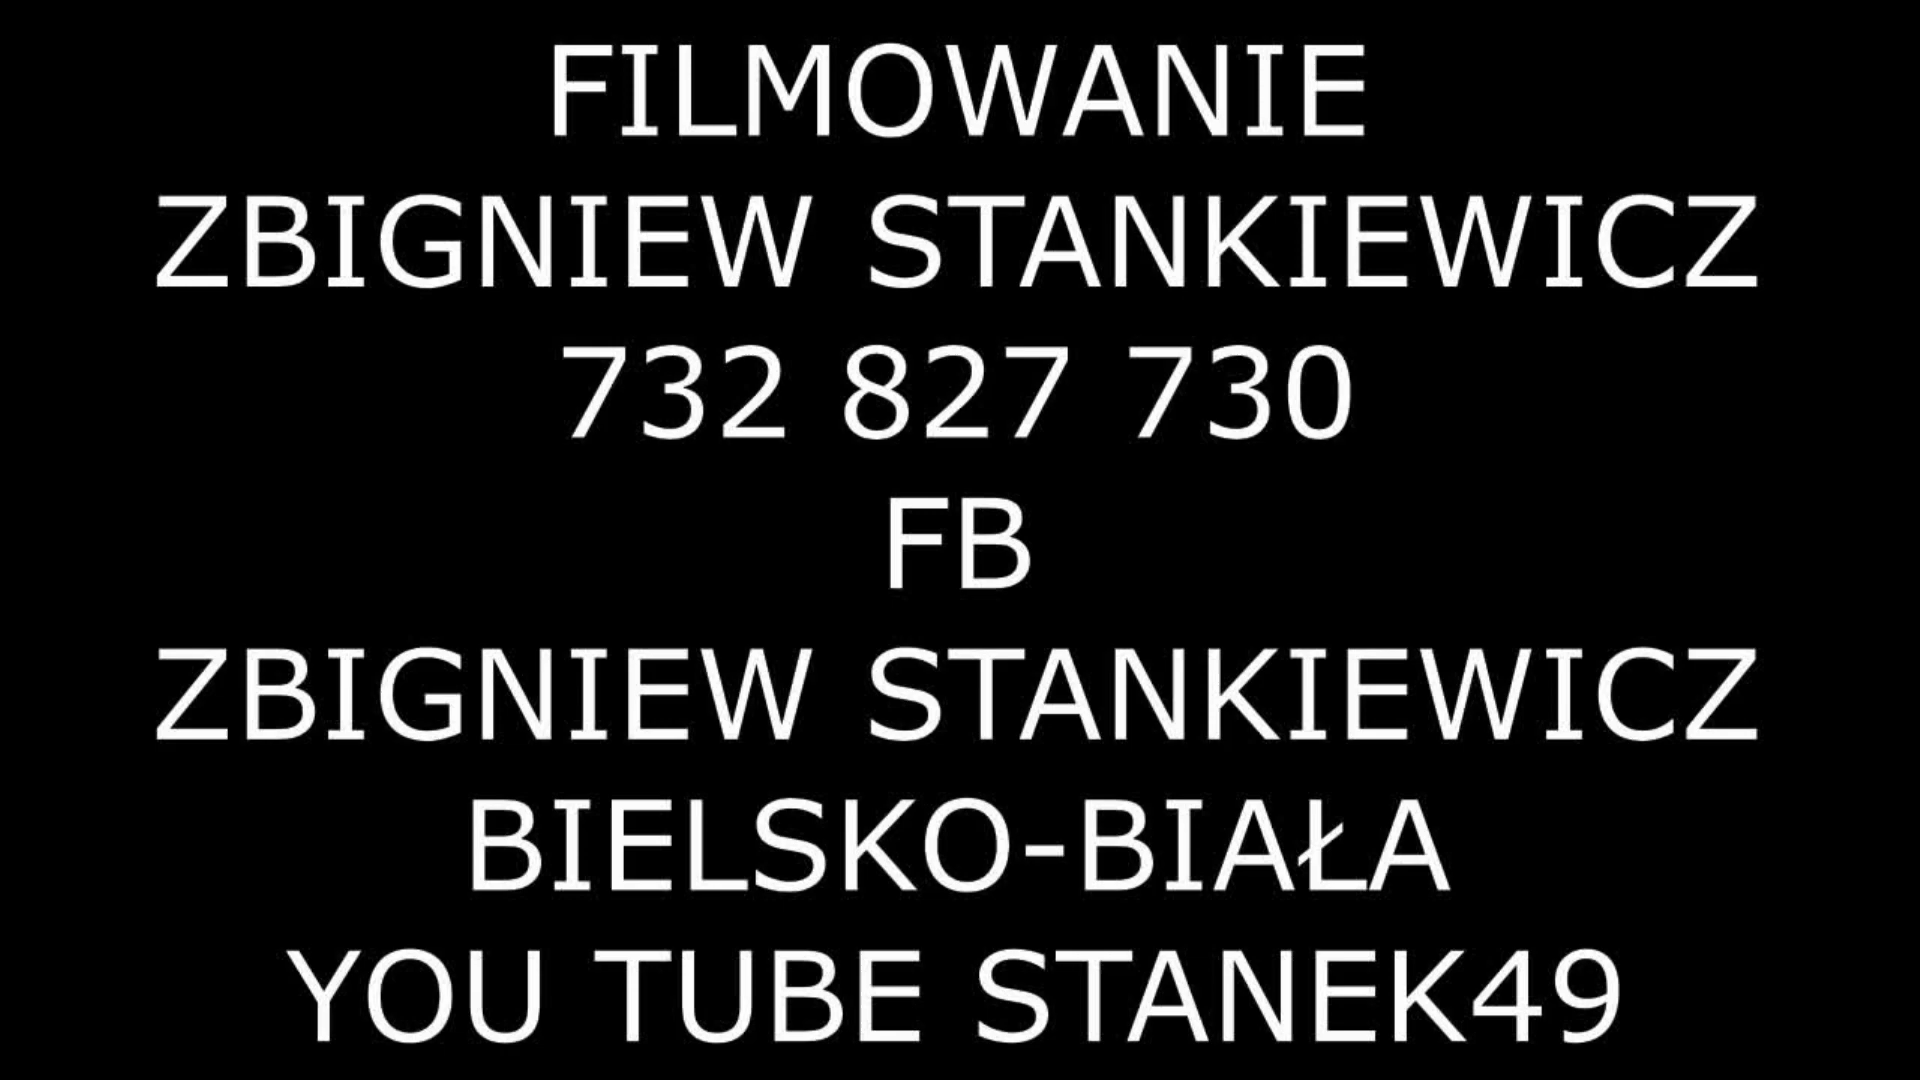 FILMOWANIE
ZBIGNIEW STANKIEWICZ
732 827 730
FB
ZBIGNIEW STANKIEWICZ
BIELSKO-BIAŁA
YOU TUBE STANEK49